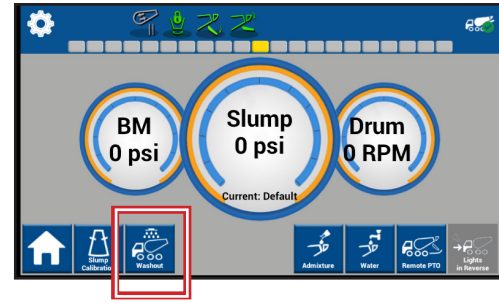 BM
0 psi
Slump
0 psi
Current: Default
Drum
0 RPM
Slump
Calibration
Washout
Admixture
Water
Remote PTO
Lights
in Reverse